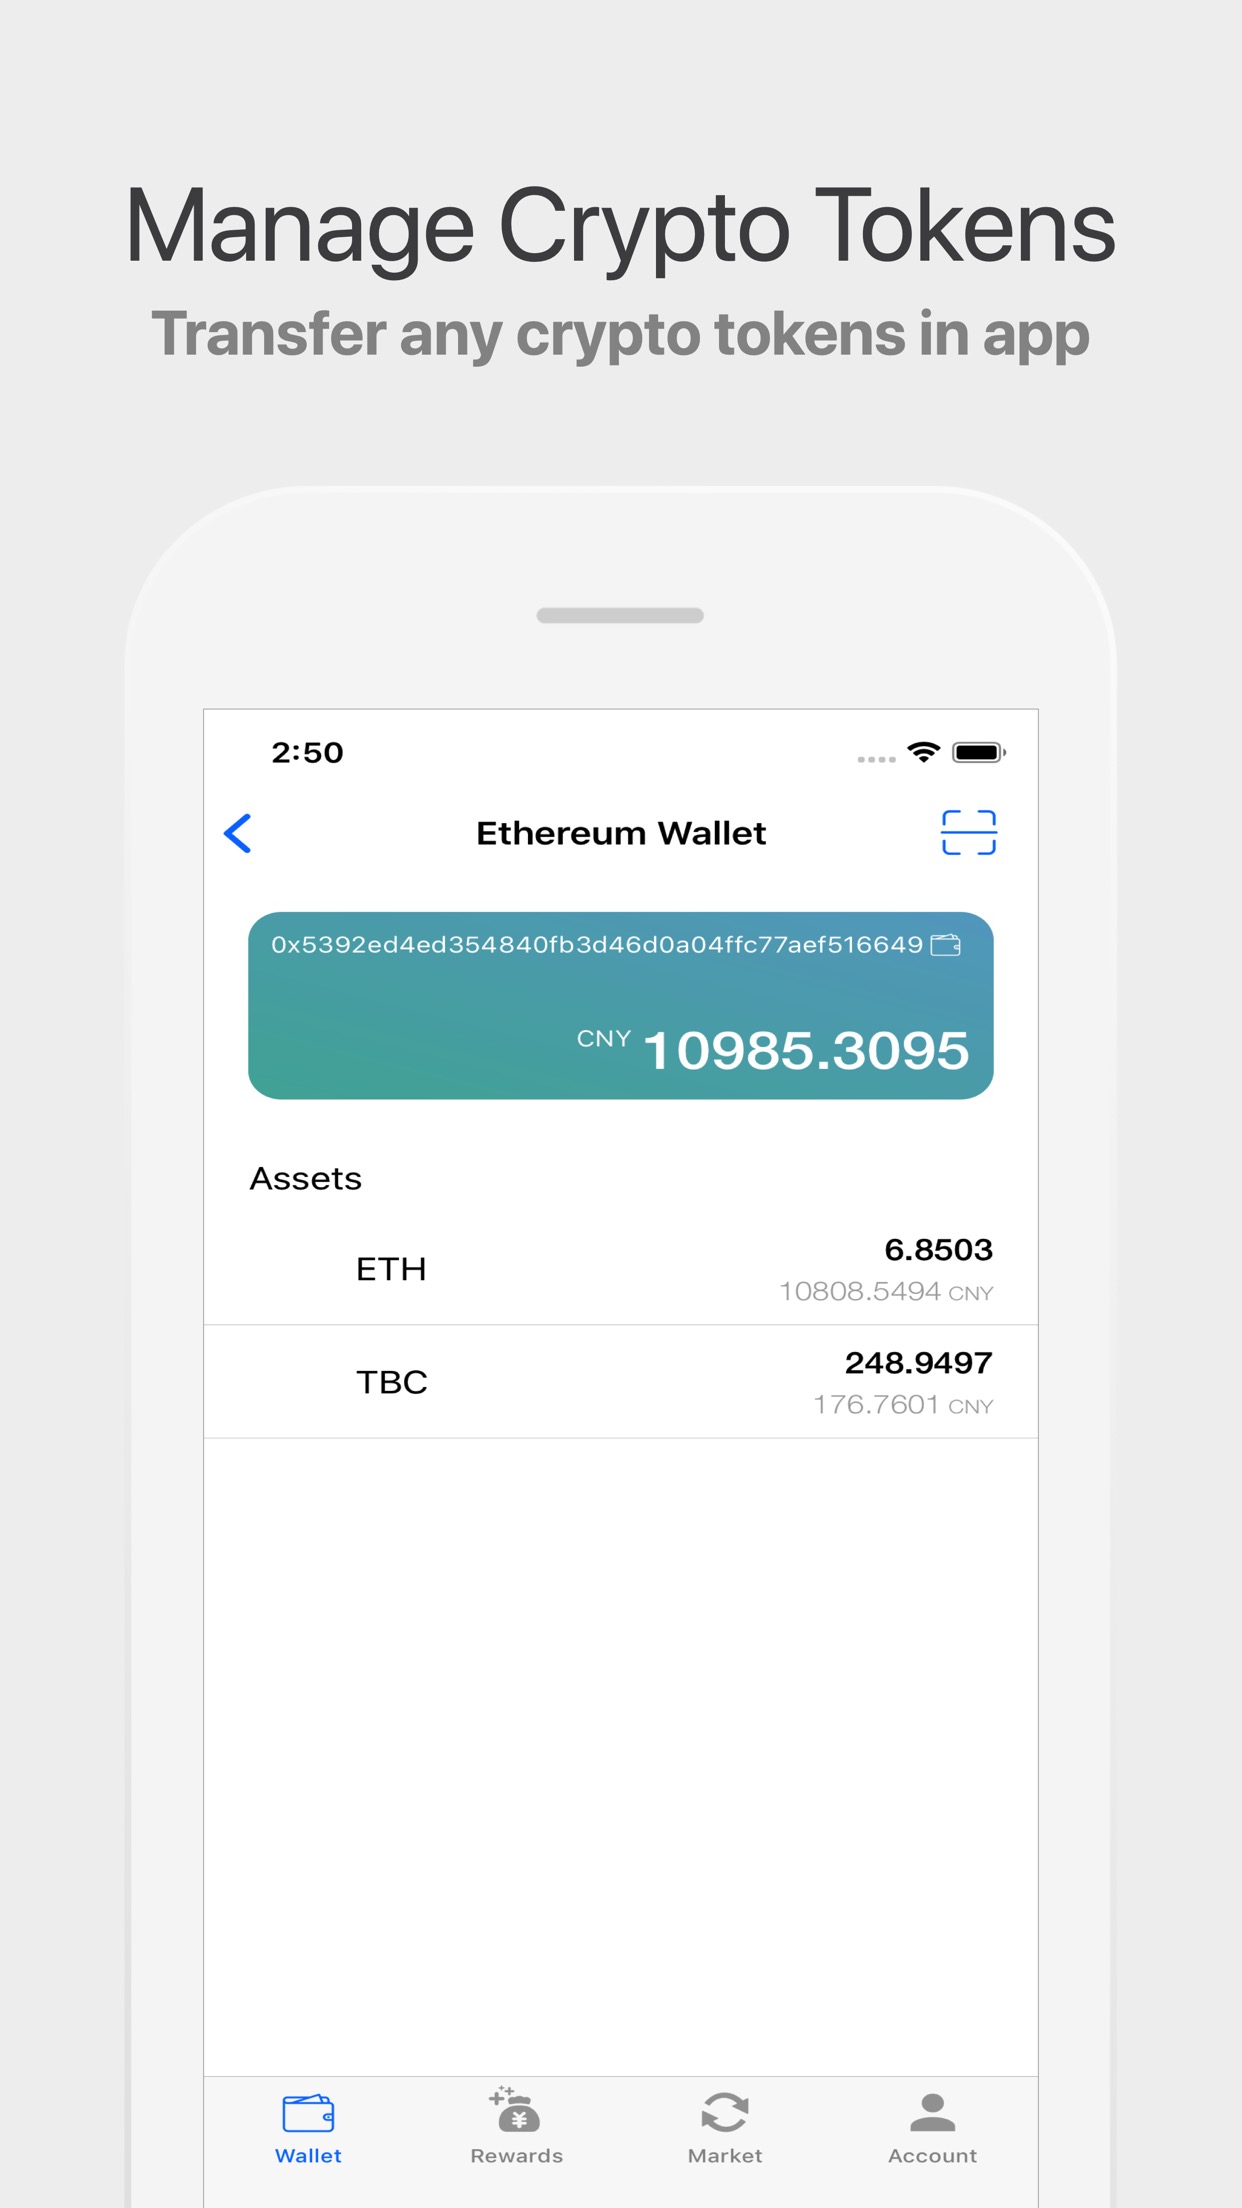 Manage Crypto Tokens
Transfer any crypto tokens in app
2:50
Ethereum Wallet
0x5392ed4ed354840fb3d46d0a04ffc77aef516649
CNY 10985.3095
Assets
ETH 6.8503
10808.5494 CNY
TBC 248.9497
176.7601 CNY
Wallet Rewards Market Account